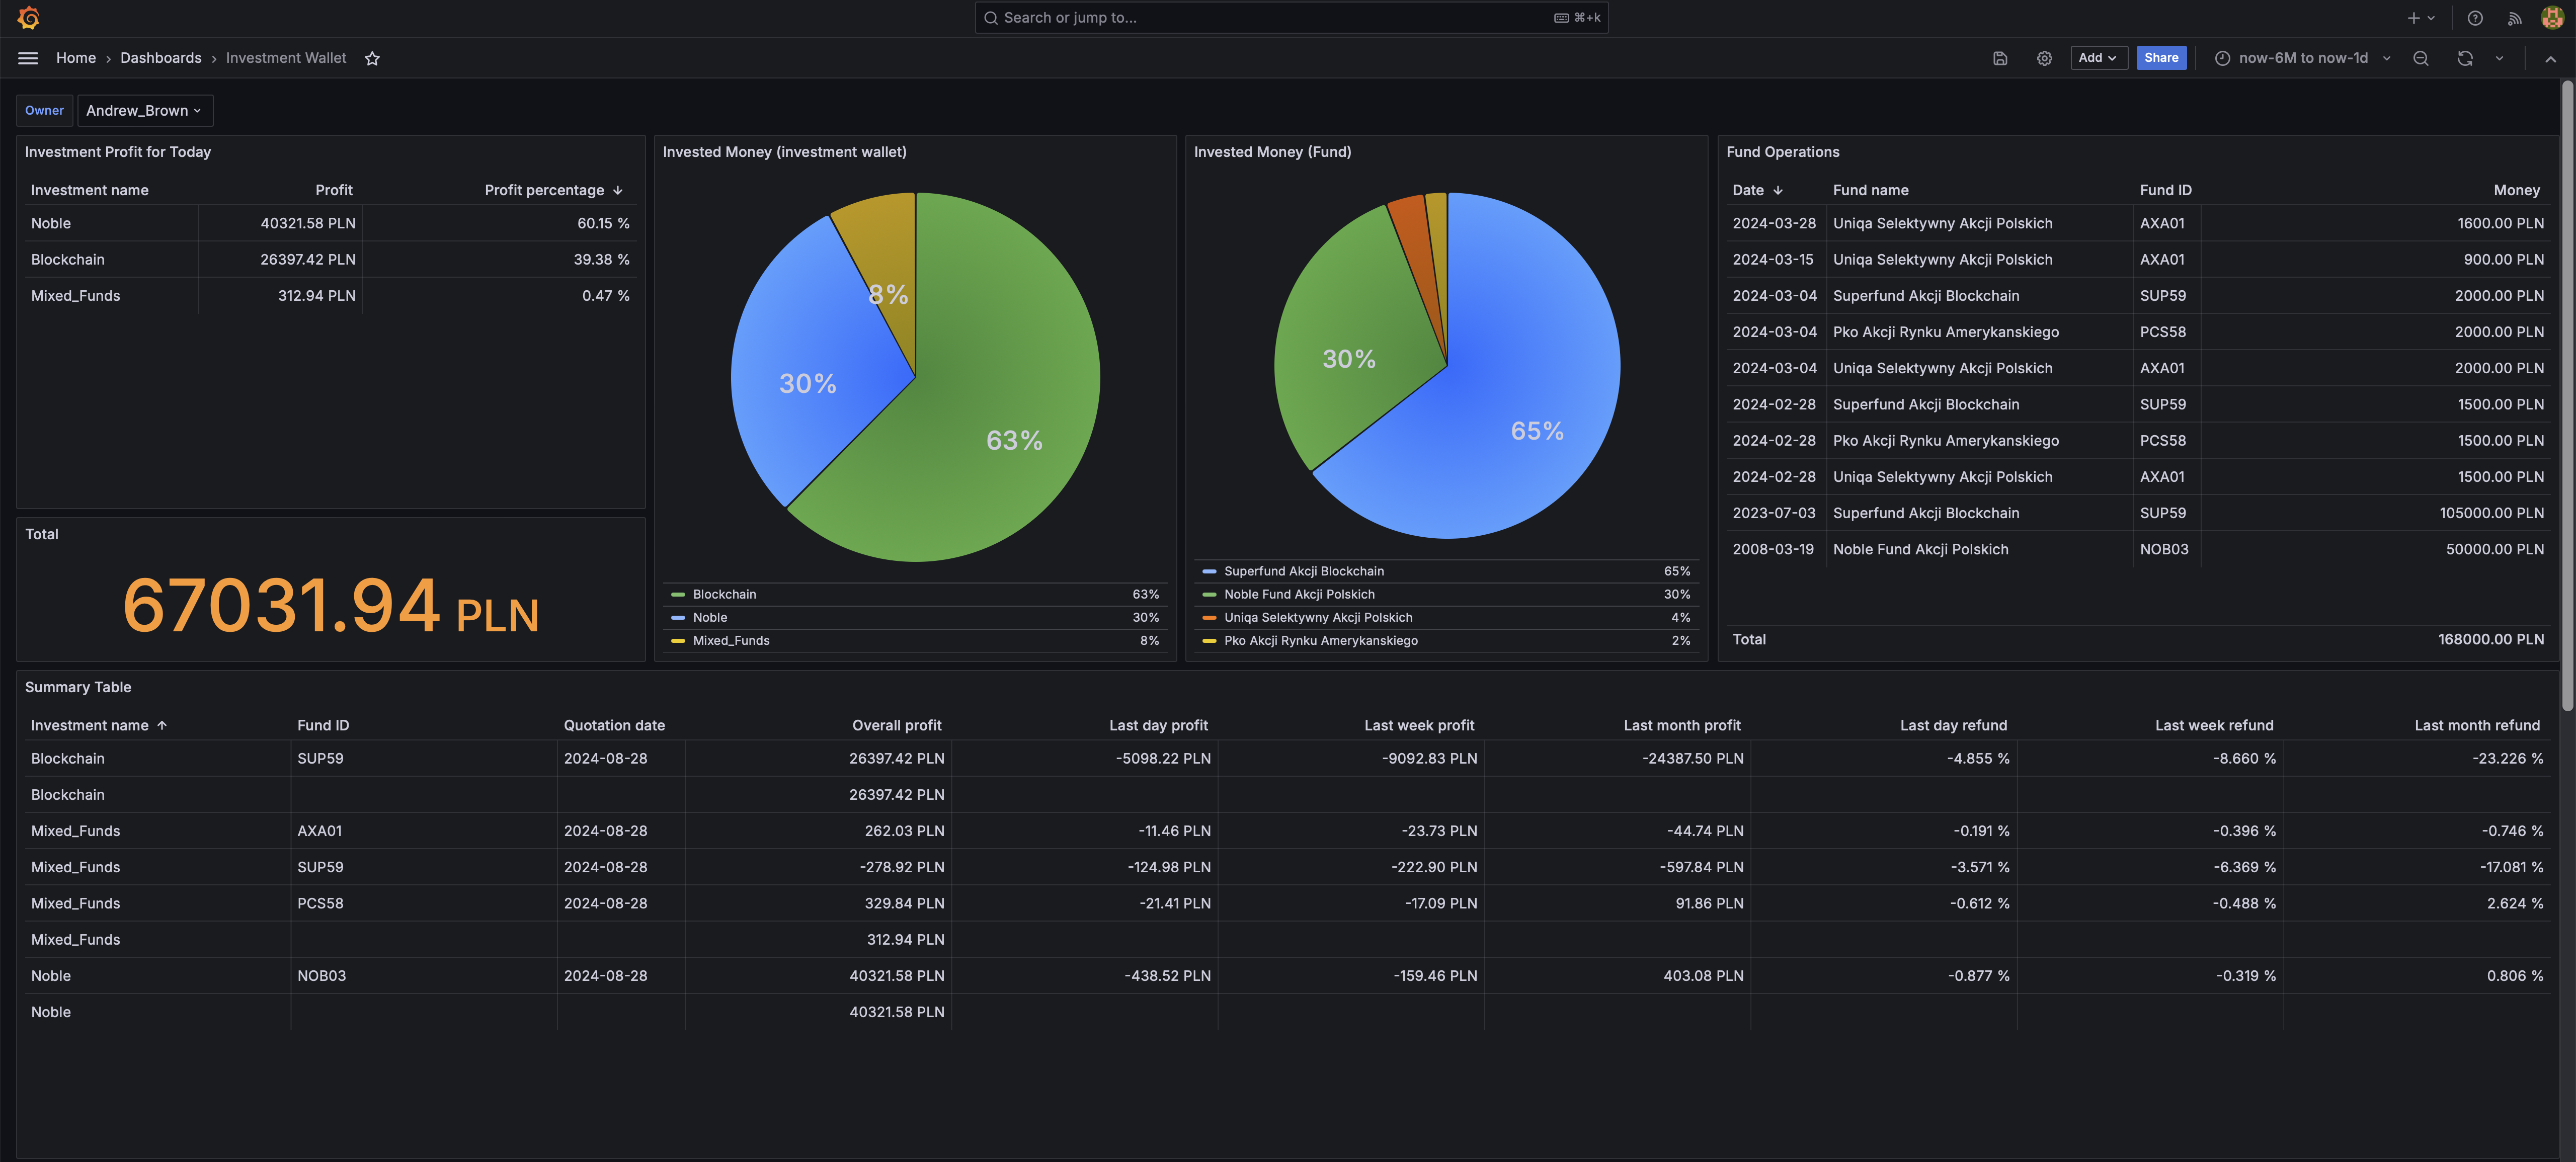 Search or jump to... ⌘+k
Home › Dashboards › Investment Wallet
Add Share now-6M to now-1d
Owner Andrew_Brown
Investment Profit for Today
Investment name Profit Profit percentage ↓
Noble 40321.58 PLN 60.15 %
Blockchain 26397.42 PLN 39.38 %
Mixed_Funds 312.94 PLN 0.47 %
Total
67031.94 PLN
Invested Money (investment wallet)
8%
30%
63%
Blockchain 63%
Noble 30%
Mixed_Funds 8%
Invested Money (Fund)
30%
65%
Superfund Akcji Blockchain 65%
Noble Fund Akcji Polskich 30%
Uniqa Selektywny Akcji Polskich 4%
Pko Akcji Rynku Amerykanskiego 2%
Fund Operations
Date ↓ Fund name Fund ID Money
2024-03-28 Uniqa Selektywny Akcji Polskich AXA01 1600.00 PLN
2024-03-15 Uniqa Selektywny Akcji Polskich AXA01 900.00 PLN
2024-03-04 Superfund Akcji Blockchain SUP59 2000.00 PLN
2024-03-04 Pko Akcji Rynku Amerykanskiego PCS58 2000.00 PLN
2024-03-04 Uniqa Selektywny Akcji Polskich AXA01 2000.00 PLN
2024-02-28 Superfund Akcji Blockchain SUP59 1500.00 PLN
2024-02-28 Pko Akcji Rynku Amerykanskiego PCS58 1500.00 PLN
2024-02-28 Uniqa Selektywny Akcji Polskich AXA01 1500.00 PLN
2023-07-03 Superfund Akcji Blockchain SUP59 105000.00 PLN
2008-03-19 Noble Fund Akcji Polskich NOB03 50000.00 PLN
Total 168000.00 PLN
Summary Table
Investment name ↑ Fund ID Quotation date Overall profit Last day profit Last week profit Last month profit Last day refund Last week refund Last month refund
Blockchain SUP59 2024-08-28 26397.42 PLN -5098.22 PLN -9092.83 PLN -24387.50 PLN -4.855 % -8.660 % -23.226 %
Blockchain 26397.42 PLN
Mixed_Funds AXA01 2024-08-28 262.03 PLN -11.46 PLN -23.73 PLN -44.74 PLN -0.191 % -0.396 % -0.746 %
Mixed_Funds SUP59 2024-08-28 -278.92 PLN -124.98 PLN -222.90 PLN -597.84 PLN -3.571 % -6.369 % -17.081 %
Mixed_Funds PCS58 2024-08-28 329.84 PLN -21.41 PLN -17.09 PLN 91.86 PLN -0.612 % -0.488 % 2.624 %
Mixed_Funds 312.94 PLN
Noble NOB03 2024-08-28 40321.58 PLN -438.52 PLN -159.46 PLN 403.08 PLN -0.877 % -0.319 % 0.806 %
Noble 40321.58 PLN